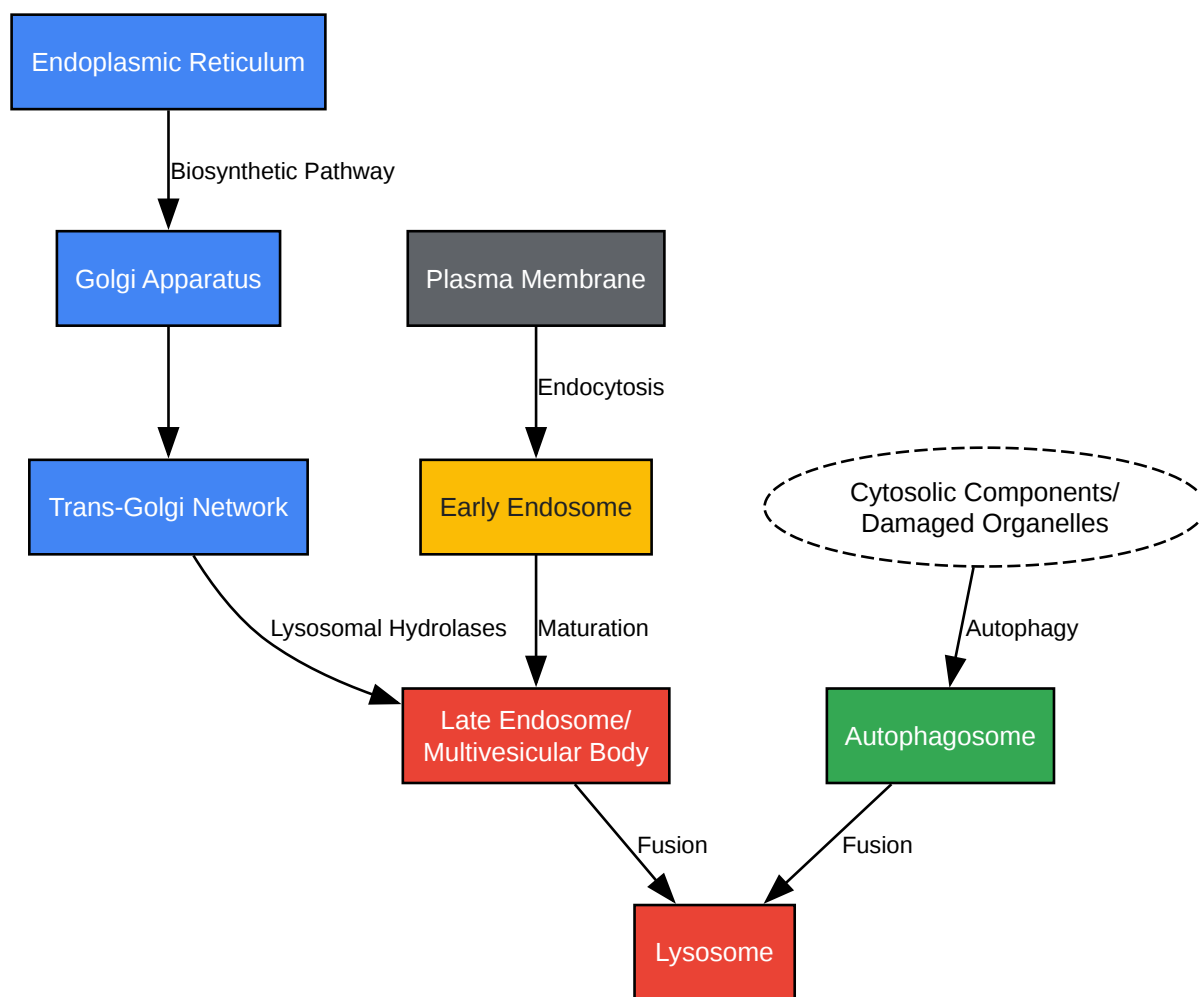 Endoplasmic Reticulum
Biosynthetic Pathway
Golgi Apparatus
Plasma Membrane
Endocytosis
Trans-Golgi Network
Early Endosome
Cytosolic Components/
Damaged Organelles
Lysosomal Hydrolases
Maturation
Autophagy
Late Endosome/
Multivesicular Body
Autophagosome
Fusion
Fusion
Lysosome